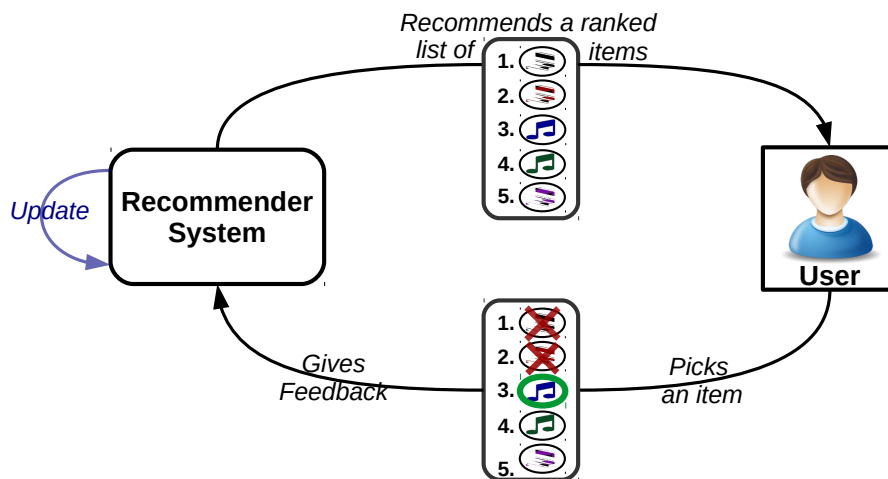 Recommends a ranked
list of items
1.
2.
3.
4.
5.
Update
Recommender
System
User
1.
2.
3.
4.
5.
Gives
Feedback
Picks
an item